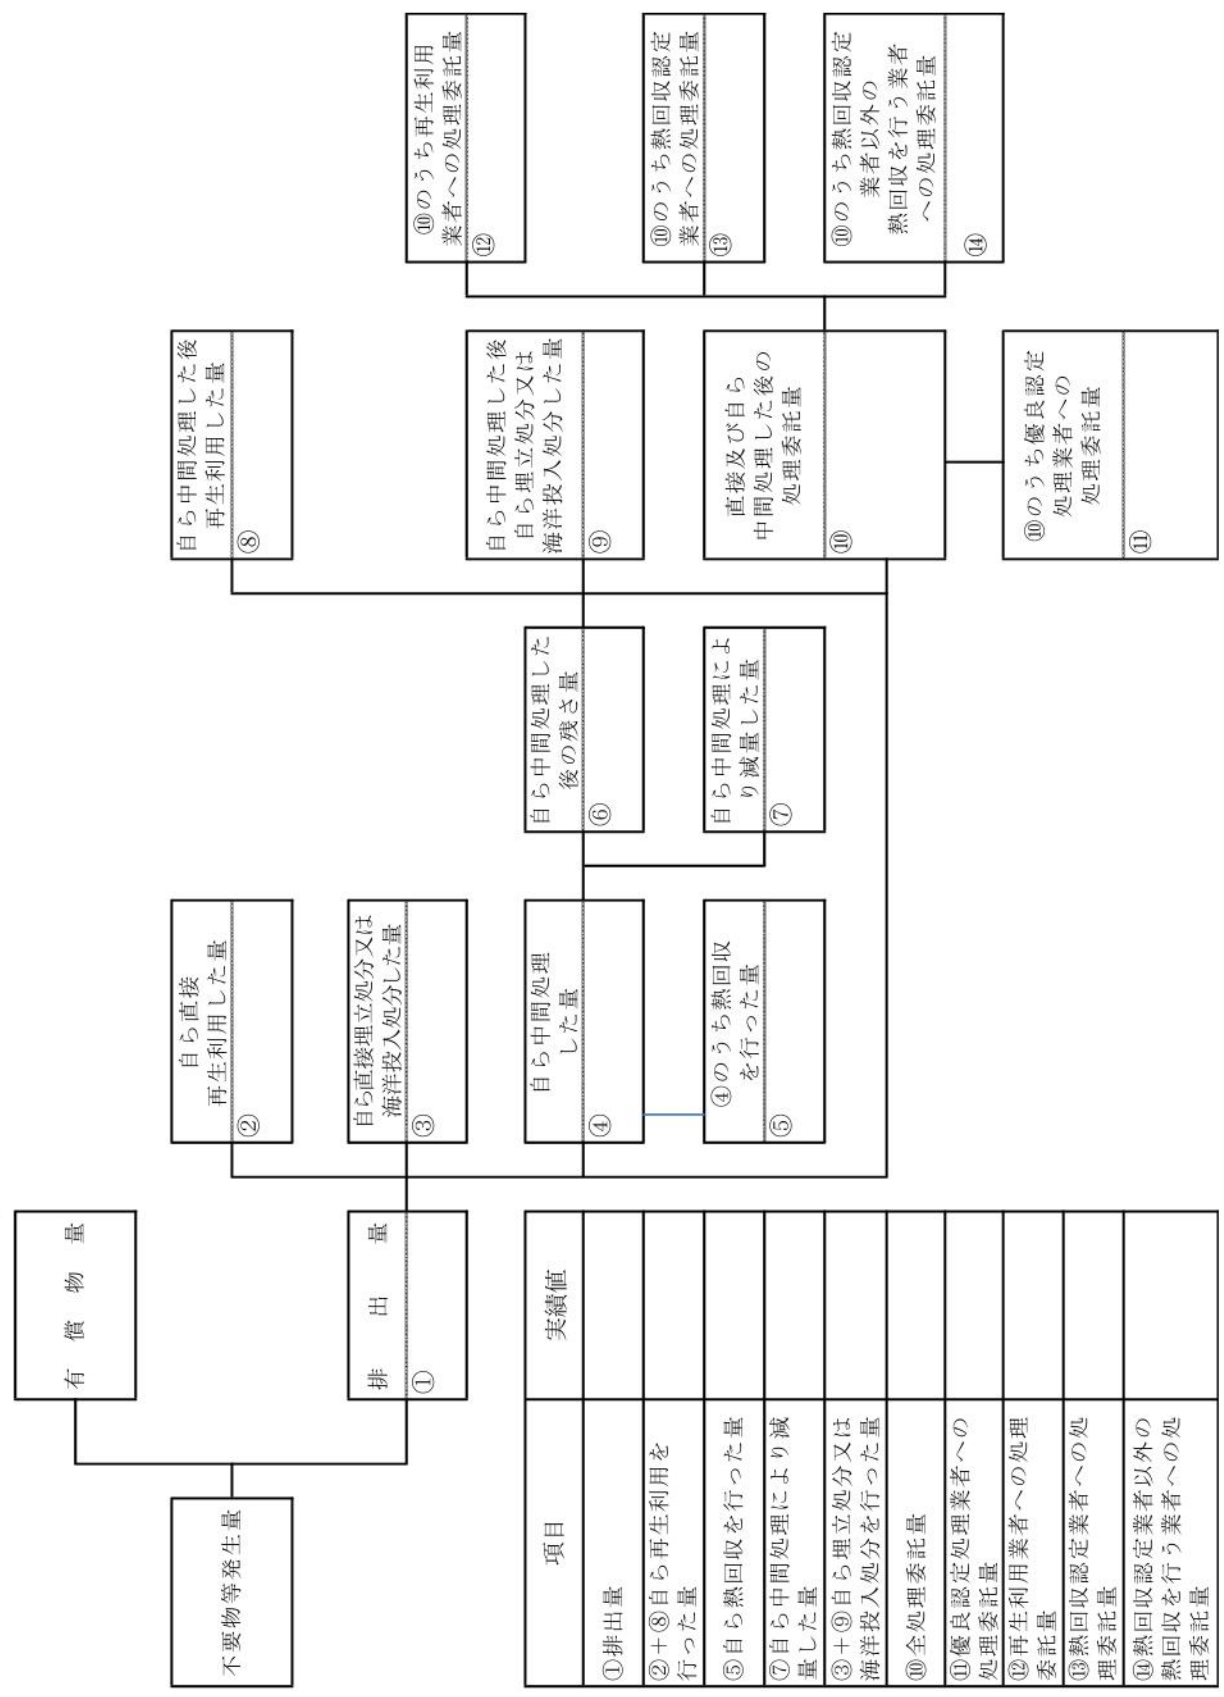 不要物等発生量
有償物量
排出量
①
自ら直接
再生利用した量
②
自ら直接埋立処分又は
海洋投入処分した量
③
自ら中間処理
した量
④
④のうち熱回収
を行った量
⑤
自ら中間処理した
後の残さ量
⑥
自ら中間処理によ
り減量した量
⑦
自ら中間処理した後
再生利用した量
⑧
自ら中間処理した後
自ら埋立処分又は
海洋投入処分した量
⑨
直接及び自ら
中間処理した後の
処理委託量
⑩
⑩のうち優良認定
処理業者への
処理委託量
⑪
⑩のうち再生利用
業者への処理委託量
⑫
⑩のうち熱回収認定
業者への処理委託量
⑬
⑩のうち熱回収認定
業者以外の
熱回収を行う業者
への処理委託量
⑭
項目
実績値
①排出量
②+⑧自ら再生利用を
行った量
⑤自ら熱回収を行った量
⑦自ら中間処理により減
量した量
③+⑨自ら埋立処分又は
海洋投入処分を行った量
⑩全処理委託量
⑪優良認定処理業者への
処理委託量
⑫再生利用業者への処理
委託量
⑬熱回収認定業者への処
理委託量
⑭熱回収認定業者以外の
熱回収を行う業者への処
理委託量